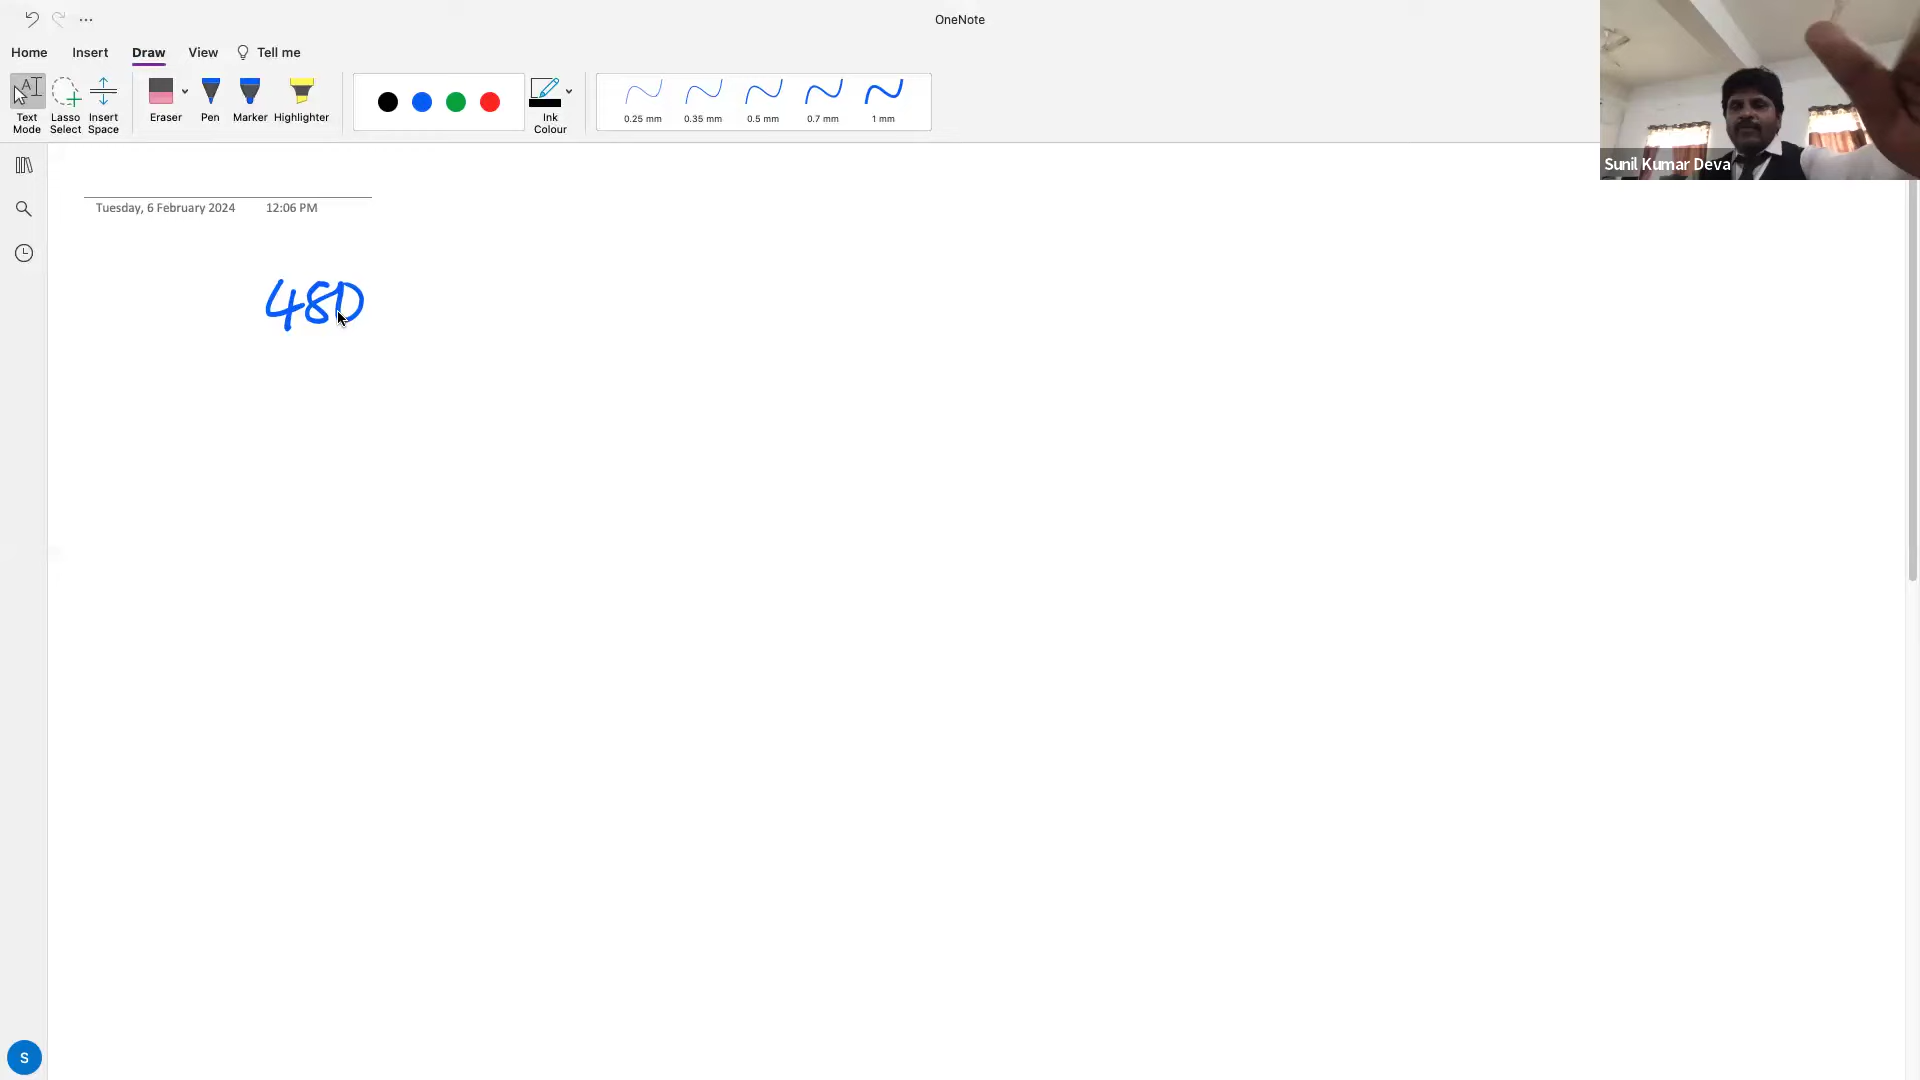 OneNote
Home Insert Draw View Tell me
Text Mode
Lasso Select
Insert Space
Eraser
Pen
Marker
Highlighter
Ink Colour
0.25 mm
0.35 mm
0.5 mm
0.7 mm
1 mm
Sunil Kumar Deva
Tuesday, 6 February 2024 12:06 PM
480
S